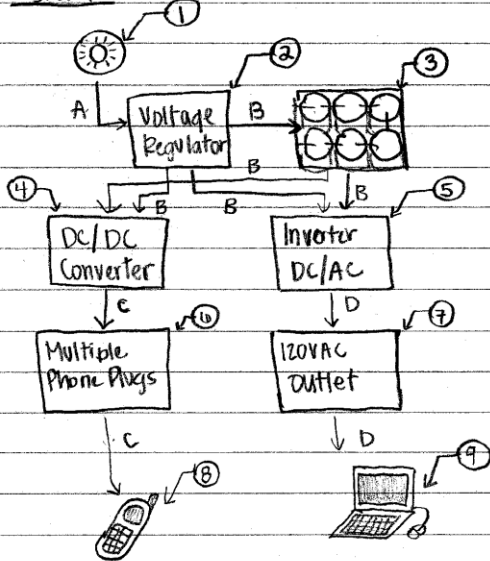 1
2
3
A
Voltage
Regulator
B
B
4
B
B
B
5
DC/DC
Converter
Invertor
DC/AC
C
D
6
7
Multiple
Phone Plugs
120VAC
Outlet
C
D
8
9